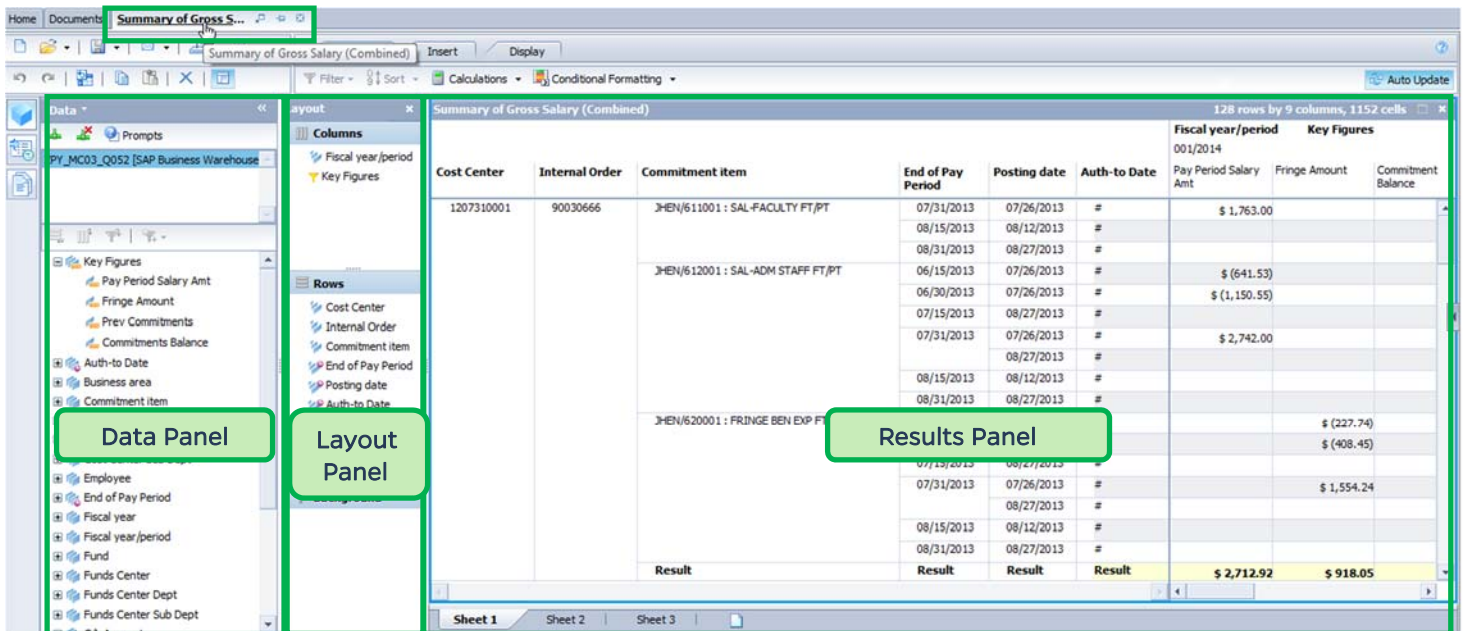 Home Documents Summary of Gross S...
Summary of Gross Salary (Combined)
Insert Display
Filter Sort Calculations Conditional Formatting Auto Update
Data
Prompts
PY_MC03_Q052 [SAP Business Warehouse
Key Figures
Pay Period Salary Amt
Fringe Amount
Prev Commitments
Commitments Balance
Auth-to Date
Business area
Commitment item
Data Panel
Employee
End of Pay Period
Fiscal year
Fiscal year/period
Fund
Funds Center
Funds Center Dept
Funds Center Sub Dept
ayout
Columns
Fiscal year/period
Key Figures
Rows
Cost Center
Internal Order
Commitment item
End of Pay Period
Posting date
Auth-to Date
Layout
Panel
Summary of Gross Salary (Combined) 128 rows by 9 columns, 1152 cells
Fiscal year/period Key Figures
001/2014
Cost Center Internal Order Commitment item End of Pay Period Posting date Auth-to Date Pay Period Salary Amt Fringe Amount Commitment Balance
1207310001 90030666 JHEN/611001 : SAL-FACULTY FT/PT 07/31/2013 07/26/2013 # $ 1,763.00
08/15/2013 08/12/2013 #
08/31/2013 08/27/2013 #
JHEN/612001 : SAL-ADM STAFF FT/PT 06/15/2013 07/26/2013 # $ (641.53)
06/30/2013 07/26/2013 # $ (1,150.55)
07/15/2013 08/27/2013 #
07/31/2013 07/26/2013 # $ 2,742.00
08/27/2013 #
08/15/2013 08/12/2013 #
08/31/2013 08/27/2013 #
JHEN/620001 : FRINGE BEN EXP FT $ (227.74)
Results Panel
$ (408.45)
07/15/2013 08/27/2013 #
07/31/2013 07/26/2013 # $ 1,554.24
08/27/2013 #
08/15/2013 08/12/2013 #
08/31/2013 08/27/2013 #
Result Result Result Result $ 2,712.92 $ 918.05
Sheet 1 Sheet 2 Sheet 3